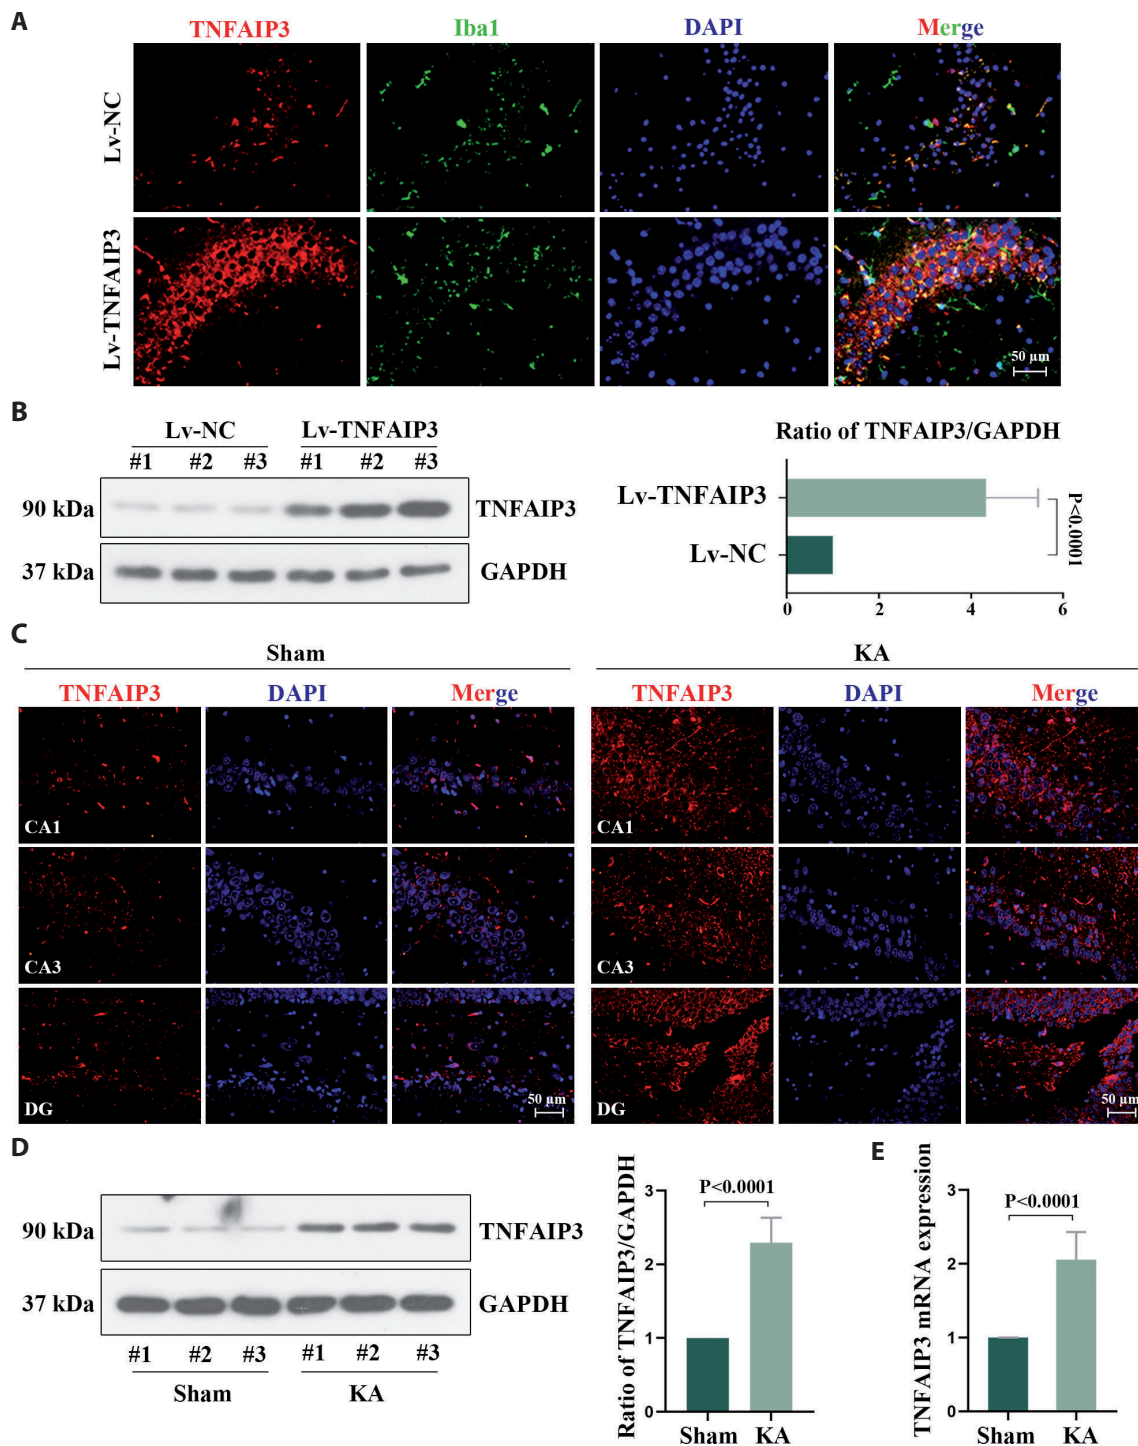 A
TNFAIP3 Iba1 DAPI Merge
Lv-NC
Lv-TNFAIP3
50 µm
B
Lv-NC Lv-TNFAIP3
#1 #2 #3 #1 #2 #3
90 kDa TNFAIP3
37 kDa GAPDH
Ratio of TNFAIP3/GAPDH
Lv-TNFAIP3
Lv-NC
P<0.0001
0 2 4 6
C
Sham KA
TNFAIP3 DAPI Merge TNFAIP3 DAPI Merge
CA1 CA1
CA3 CA3
DG 50 µm DG 50 µm
D
90 kDa TNFAIP3
37 kDa GAPDH
#1 #2 #3 #1 #2 #3
Sham KA
Ratio of TNFAIP3/GAPDH
3
2
1
0
P<0.0001
Sham KA
E
TNFAIP3 mRNA expression
3
2
1
0
P<0.0001
Sham KA